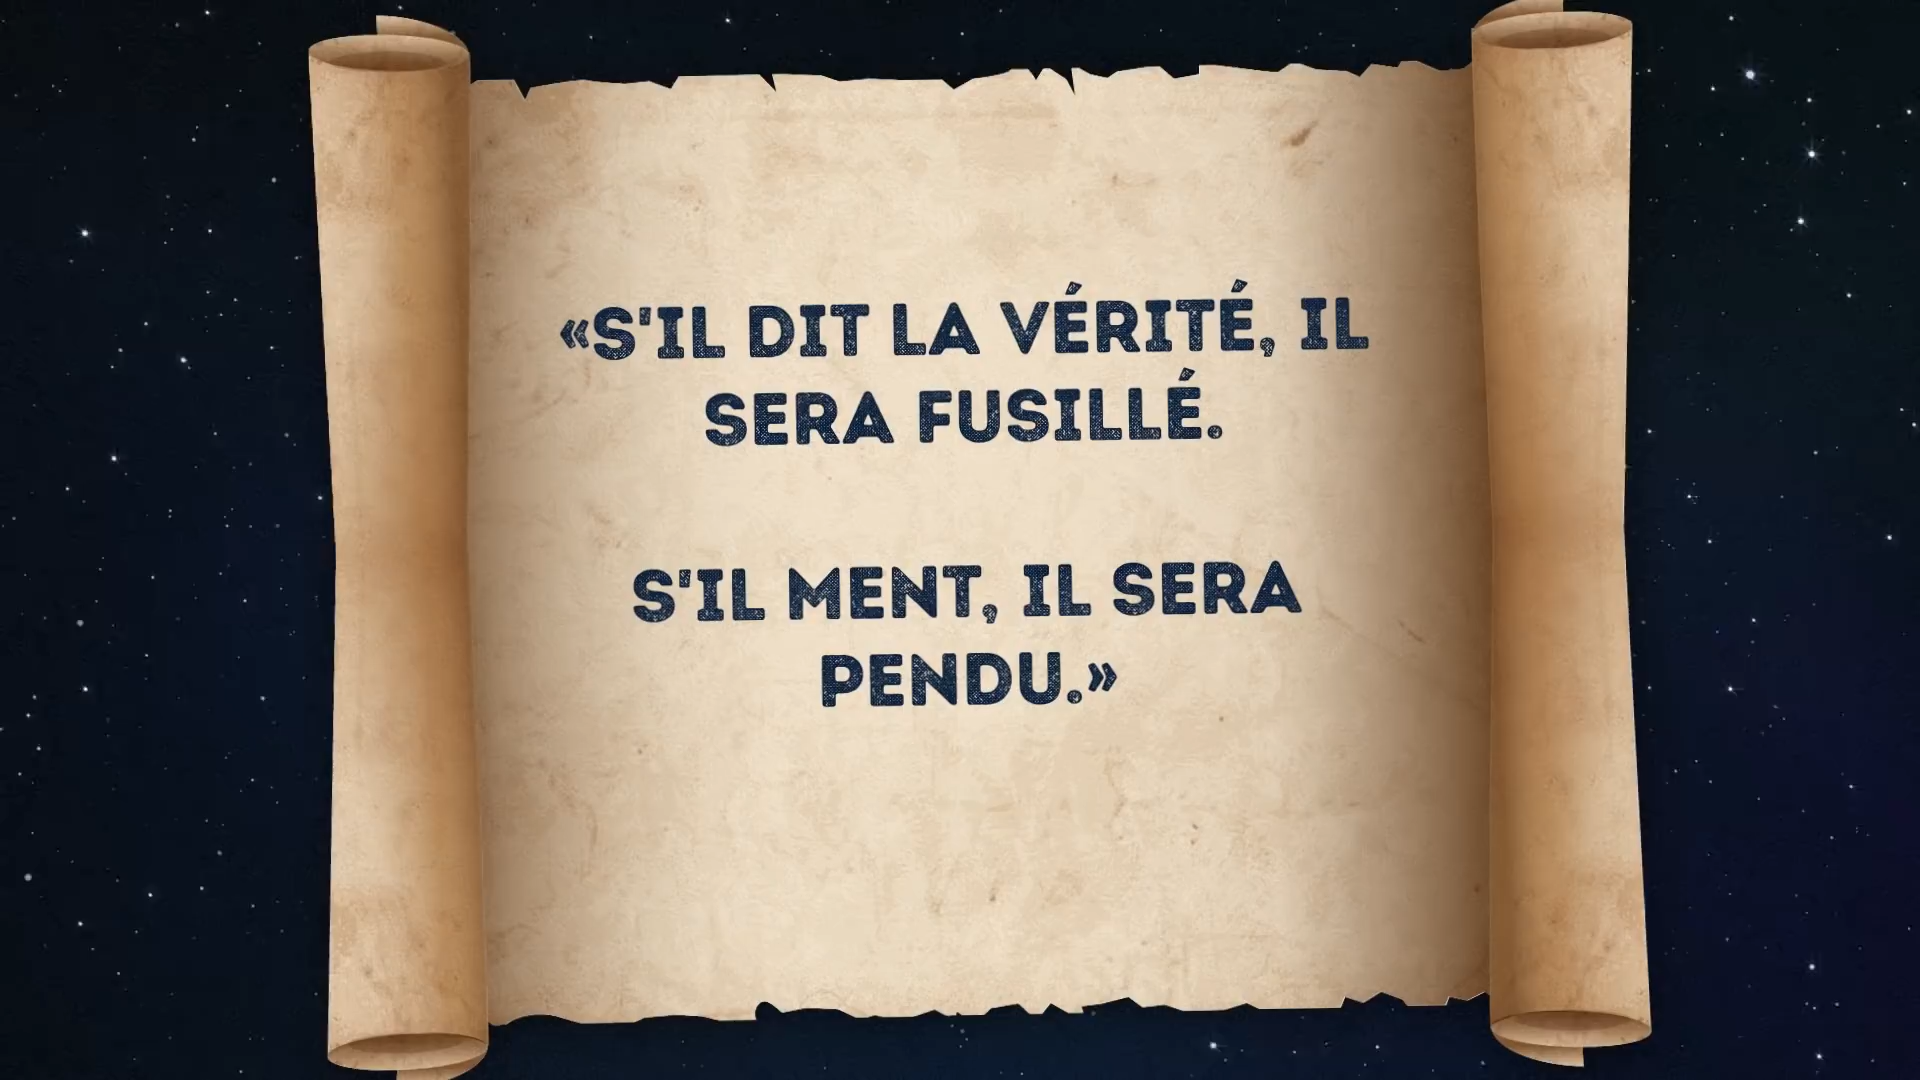 «S'IL DIT LA VÉRITÉ, IL
SERA FUSILLÉ.
S'IL MENT, IL SERA
PENDU.»